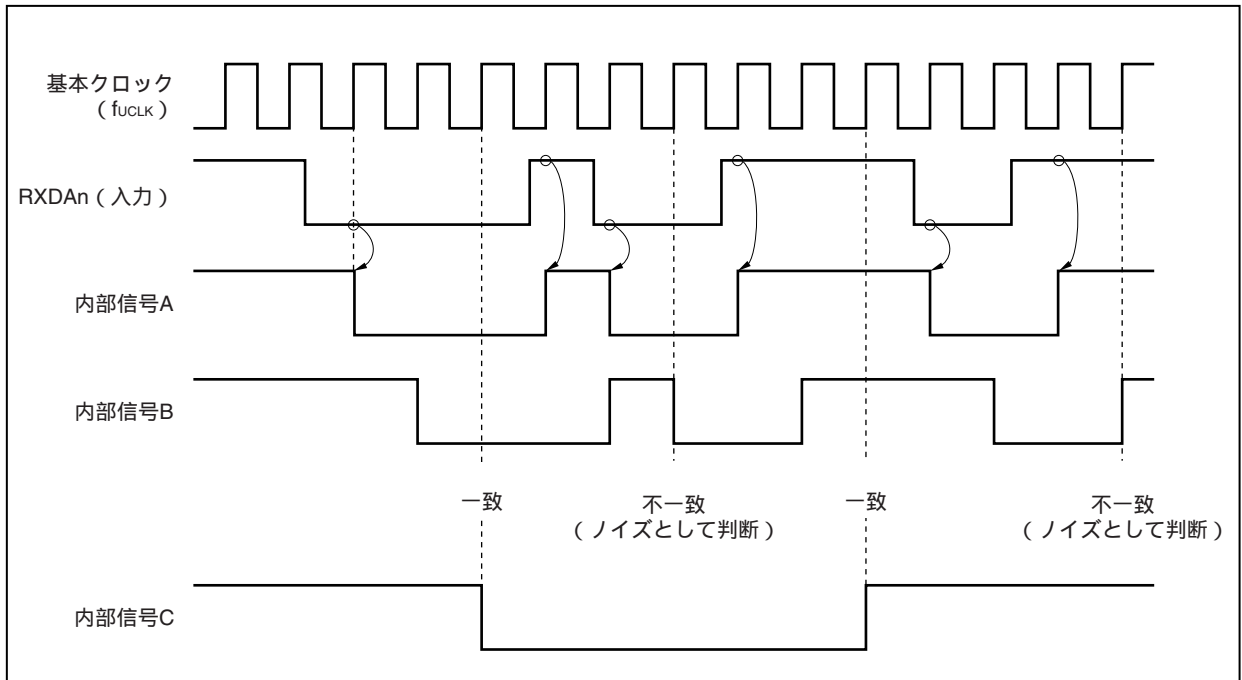 基本クロック
（fUCLK）
RXDAn（入力）
内部信号A
内部信号B
一致
不一致
（ノイズとして判断）
一致
不一致
（ノイズとして判断）
内部信号C